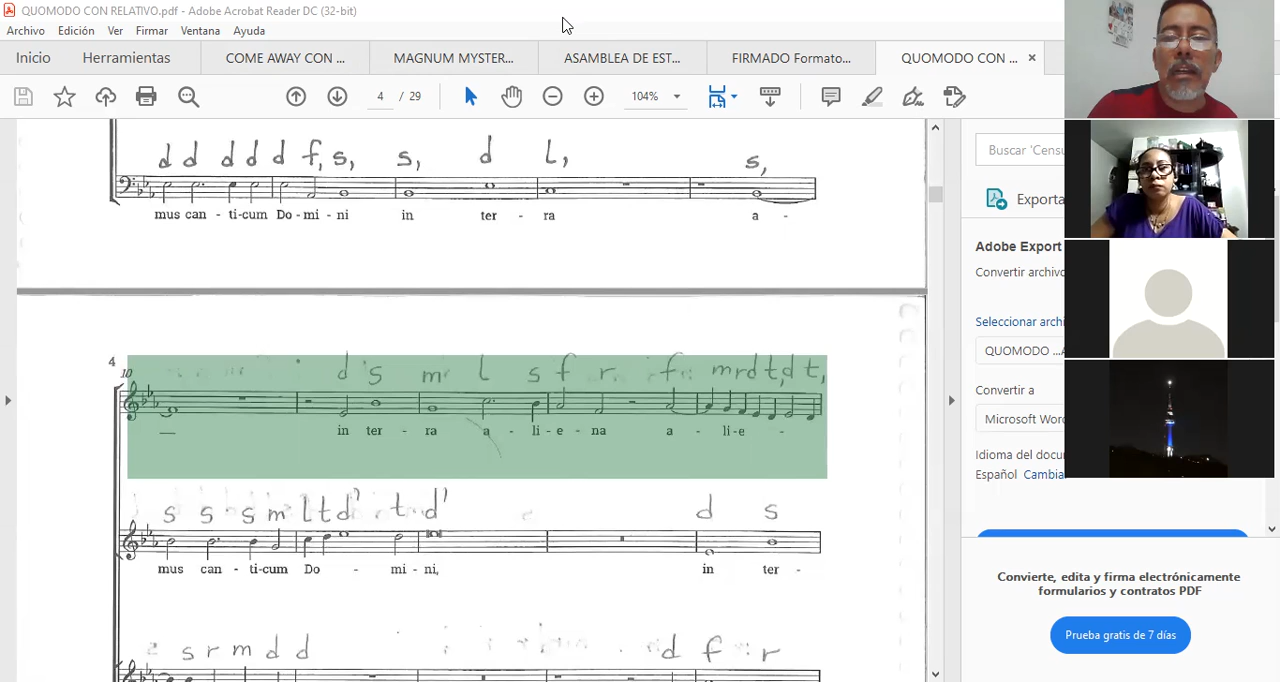 QUOMODO CON RELATIVO.pdf - Adobe Acrobat Reader DC (32-bit)
Archivo Edición Ver Firmar Ventana Ayuda
Inicio Herramientas COME AWAY CON ... MAGNUM MYSTER... ASAMBLEA DE EST... FIRMADO Formato... QUOMODO CON ... ×
4 / 29 104%
Buscar 'Cens
d d d d d f, s, s, d l, s,
mus can - ti-cum Do - mi - ni in ter - ra a -
Exporta
Adobe Export
Convertir archivo
Seleccionar archi
QUOMODO ...A
Convertir a
Microsoft Word
Idioma del docum
Español Cambia
4
10
d s m l s f r f m r d t, d t,
in ter - ra a - li - e - na a - li-e -
s s s m l t d' t d' d s
mus can - ti-cum Do - mi - ni, in ter -
s r m d d d f r
Convierte, edita y firma electrónicamente
formularios y contratos PDF
Prueba gratis de 7 días